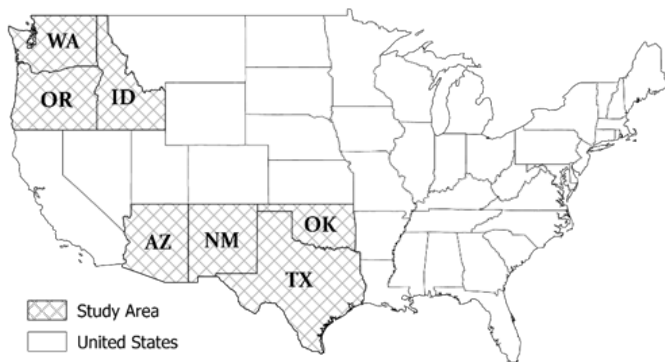 WA
OR ID
AZ NM OK
TX
Study Area
United States